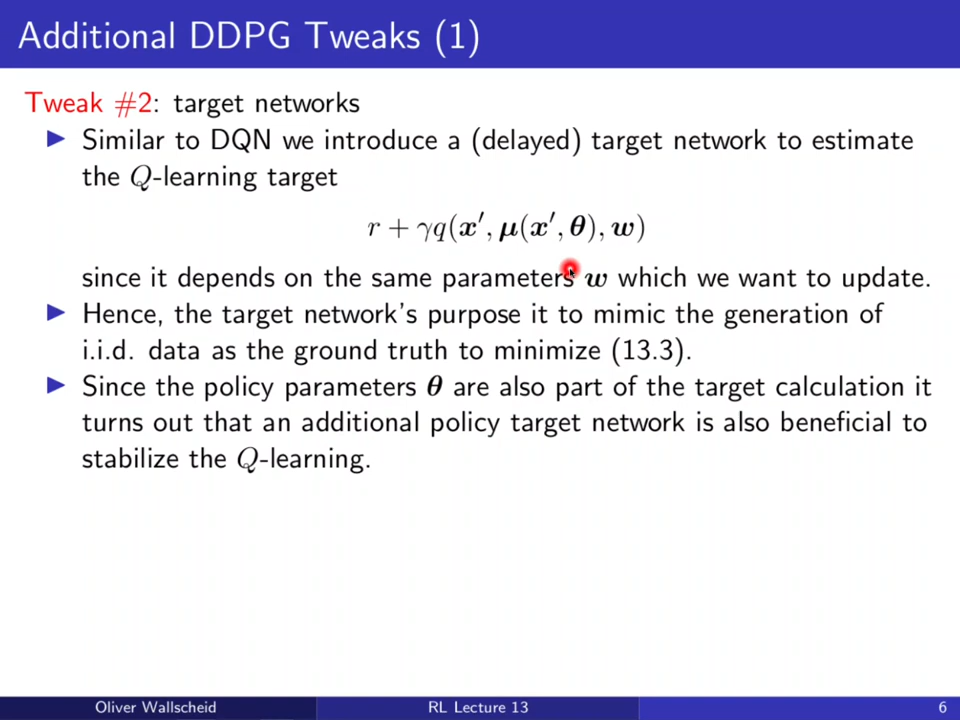 Additional DDPG Tweaks (1)
Tweak #2: target networks
▶ Similar to DQN we introduce a (delayed) target network to estimate
the Q-learning target
r + γq(x′, μ(x′, θ), w)
since it depends on the same parameters w which we want to update.
▶ Hence, the target network's purpose it to mimic the generation of
i.i.d. data as the ground truth to minimize (13.3).
▶ Since the policy parameters θ are also part of the target calculation it
turns out that an additional policy target network is also beneficial to
stabilize the Q-learning.
Oliver Wallscheid RL Lecture 13 6